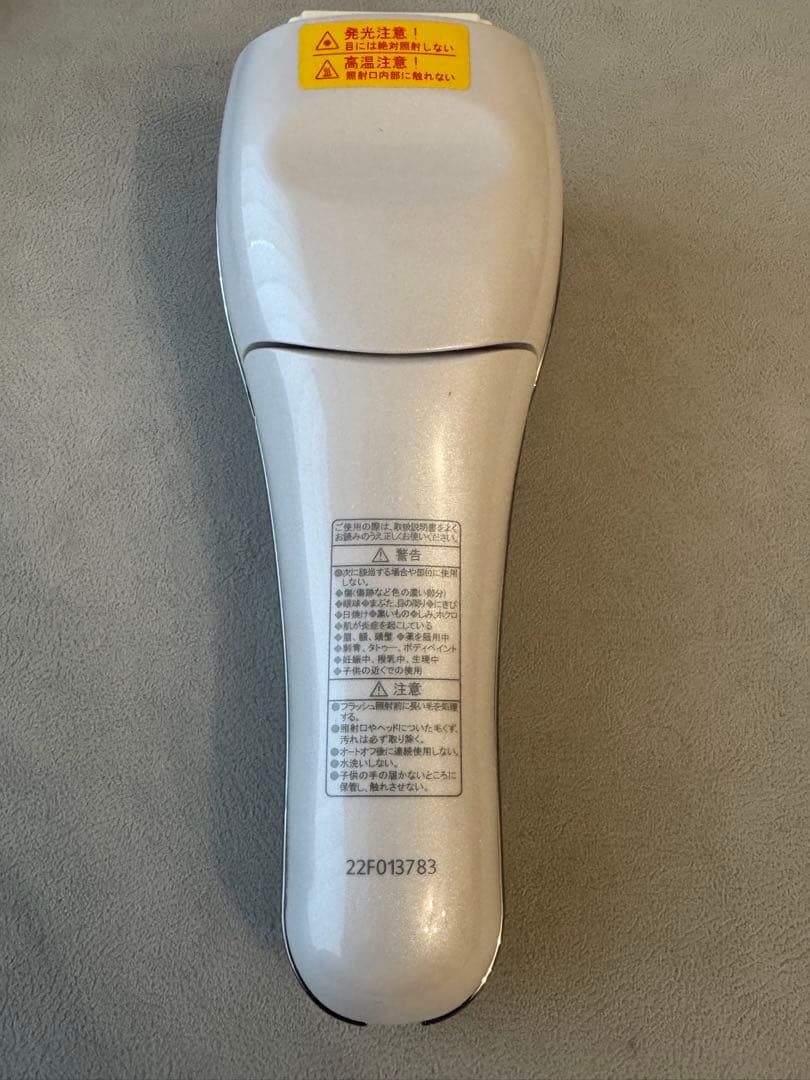 発光注意！
目には絶対照射しない
高温注意！
照射口内部に触れない
ご使用の際は、取扱説明書をよく
お読みのうえ正しくお使いください。
警告
●次に該当する場合や部位に使用
しない。
◆傷(傷跡など色の濃い部分)
◆眼球◆まぶた、目の周り◆にきび
◆日焼け◆黒いもの◆しみ、ホクロ
◆肌が炎症を起こしている
◆眉、額、頭髪 ◆薬を服用中
◆刺青、タトゥー、ボディペイント
◆妊娠中、授乳中、生理中
◆子供の近くでの使用
注意
●フラッシュ照射前に長い毛を処理
する。
●照射口やヘッドについた毛くず、
汚れは必ず取り除く。
●オートオフ後に連続使用しない。
●水洗いしない。
●子供の手の届かないところに
保管し、触れさせない。
22F013783